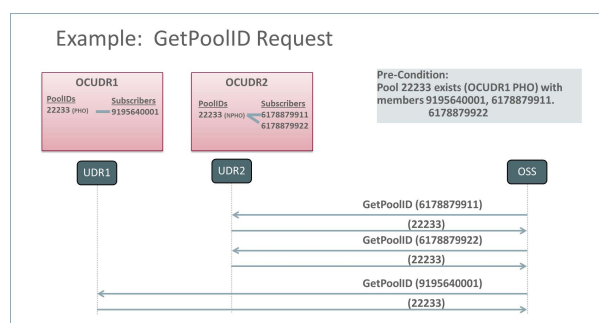 Example: GetPoolID Request
OCUDR1
PoolIDs Subscribers
22233 (PHO) 9195640001
OCUDR2
PoolIDs Subscribers
22233 (NPHO) 6178879911
6178879922
Pre-Condition:
Pool 22233 exists (OCUDR1 PHO) with
members 9195640001, 6178879911.
6178879922
UDR1
UDR2
OSS
GetPoolID (6178879911)
(22233)
GetPoolID (6178879922)
(22233)
GetPoolID (9195640001)
(22233)